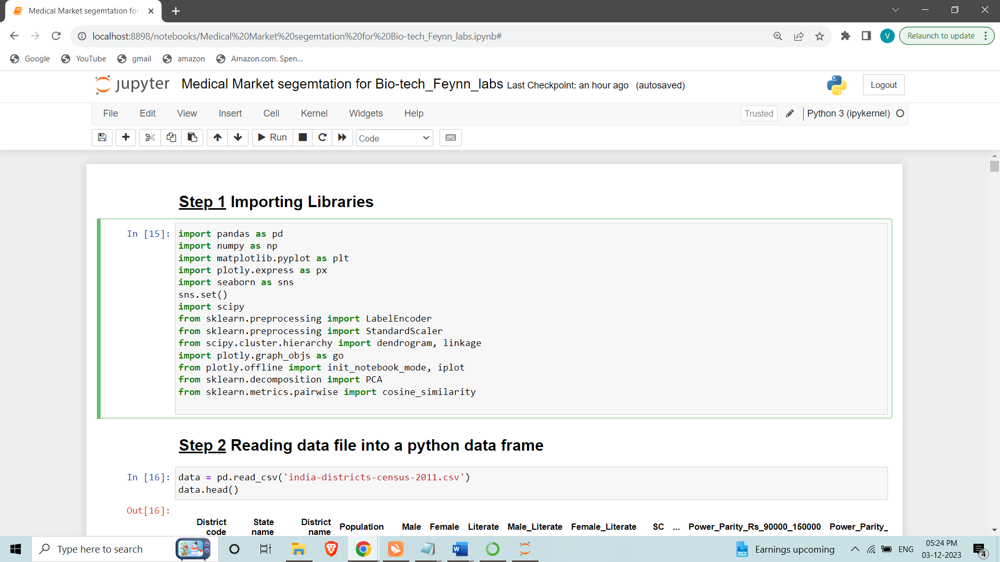 Medical Market segemtation for
localhost:8898/notebooks/Medical%20Market%20segemtation%20for%20Bio-tech_Feynn_labs.ipynb#
V
Relaunch to update
Google YouTube gmail amazon Amazon.com. Spen...
jupyter Medical Market segemtation for Bio-tech_Feynn_labs Last Checkpoint: an hour ago (autosaved)
Logout
File Edit View Insert Cell Kernel Widgets Help
Trusted Python 3 (ipykernel)
Run Code
Step 1 Importing Libraries
In [15]: import pandas as pd
import numpy as np
import matplotlib.pyplot as plt
import plotly.express as px
import seaborn as sns
sns.set()
import scipy
from sklearn.preprocessing import LabelEncoder
from sklearn.preprocessing import StandardScaler
from scipy.cluster.hierarchy import dendrogram, linkage
import plotly.graph_objs as go
from plotly.offline import init_notebook_mode, iplot
from sklearn.decomposition import PCA
from sklearn.metrics.pairwise import cosine_similarity
Step 2 Reading data file into a python data frame
In [16]: data = pd.read_csv('india-districts-census-2011.csv')
data.head()
Out[16]:
District State District
code name name Population Male Female Literate Male_Literate Female_Literate SC ... Power_Parity_Rs_90000_150000 Power_Parity_
Type here to search
W
Earnings upcoming
ENG
05:24 PM
03-12-2023
4